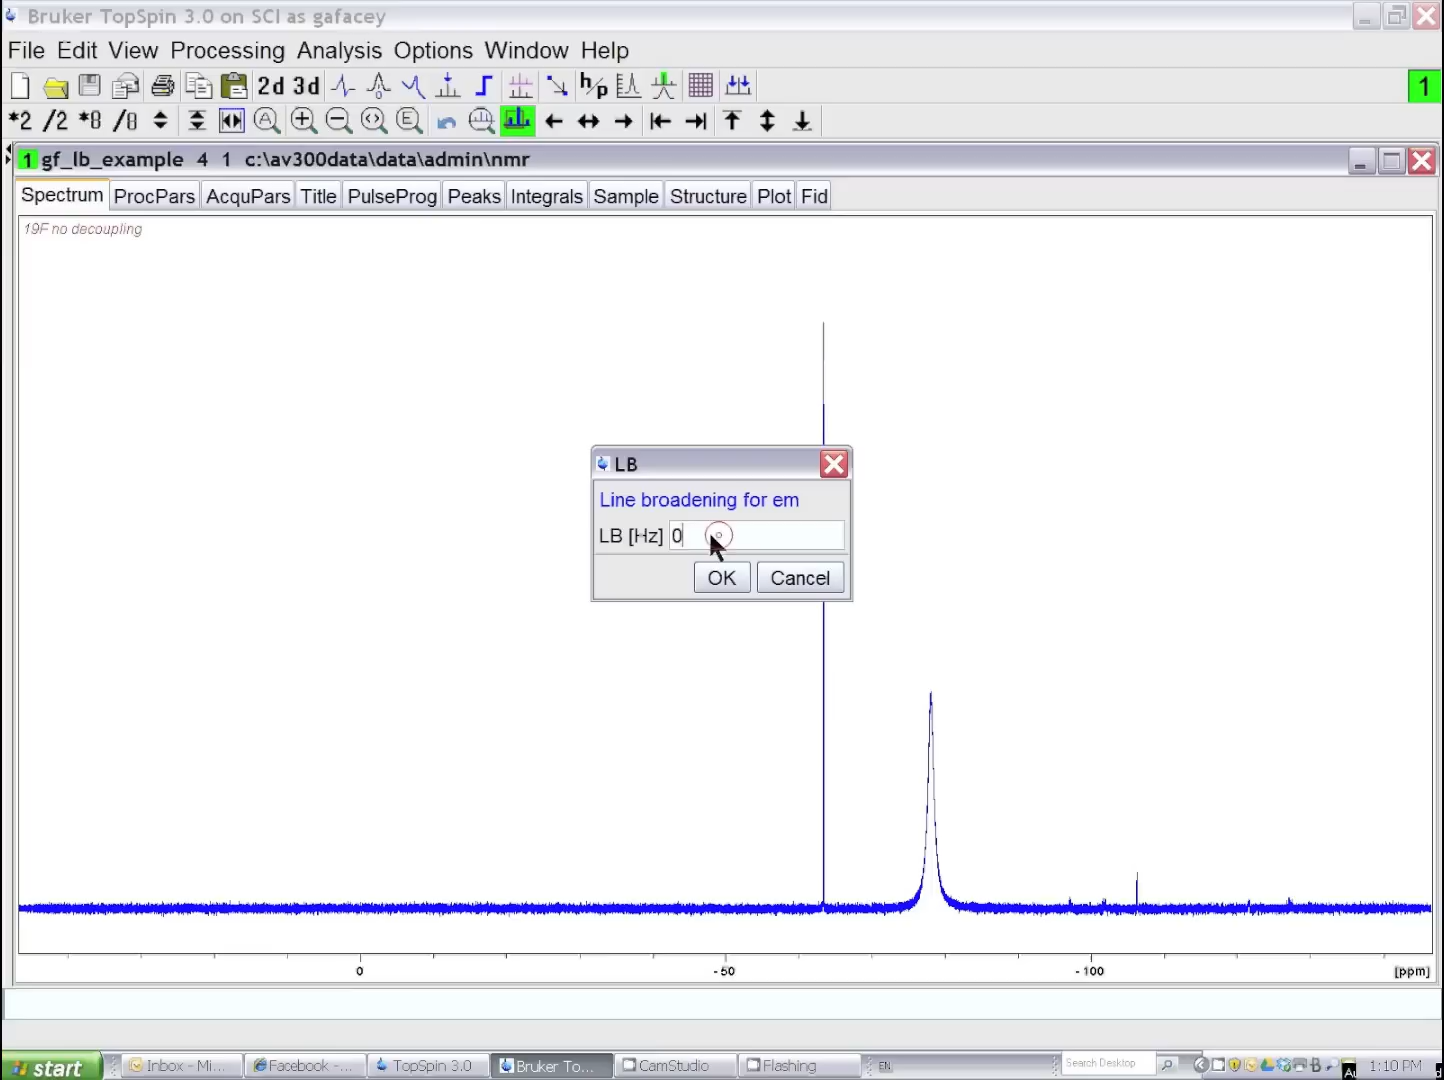 Bruker TopSpin 3.0 on SCI as gafacey
File Edit View Processing Analysis Options Window Help
2d 3d h/p 1
*2 /2 *8 /8
1 gf_lb_example 4 1 c:\av300data\data\admin\nmr
Spectrum ProcPars AcquPars Title PulseProg Peaks Integrals Sample Structure Plot Fid
19F no decoupling
LB
Line broadening for em
LB [Hz] 0
OK Cancel
0 -50 -100 [ppm]
start Inbox - Mi... Facebook -... TopSpin 3.0 Bruker To... CamStudio Flashing EN Search Desktop 1:10 PM